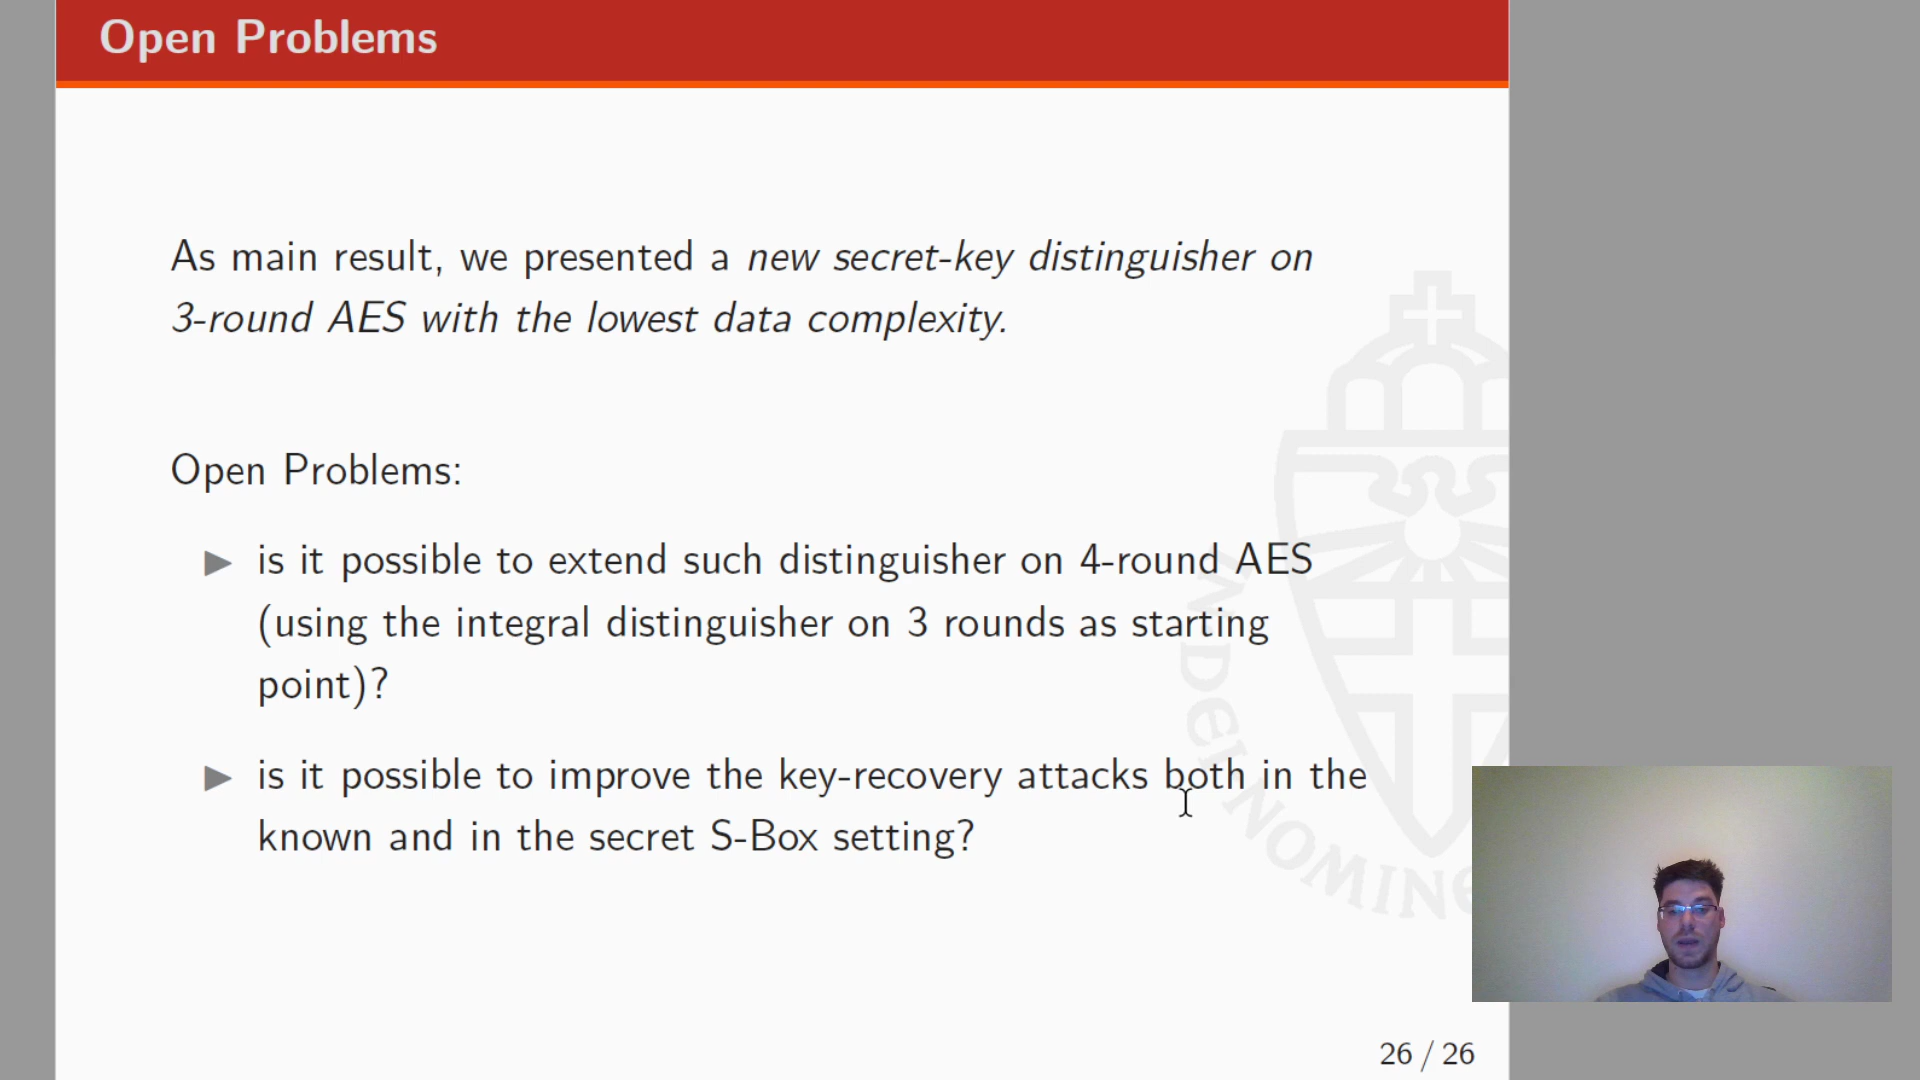 Open Problems
As main result, we presented a new secret-key distinguisher on
3-round AES with the lowest data complexity.
Open Problems:
▶ is it possible to extend such distinguisher on 4-round AES
(using the integral distinguisher on 3 rounds as starting
point)?
▶ is it possible to improve the key-recovery attacks both in the
known and in the secret S-Box setting?
IN DEI NOMINE
26 / 26